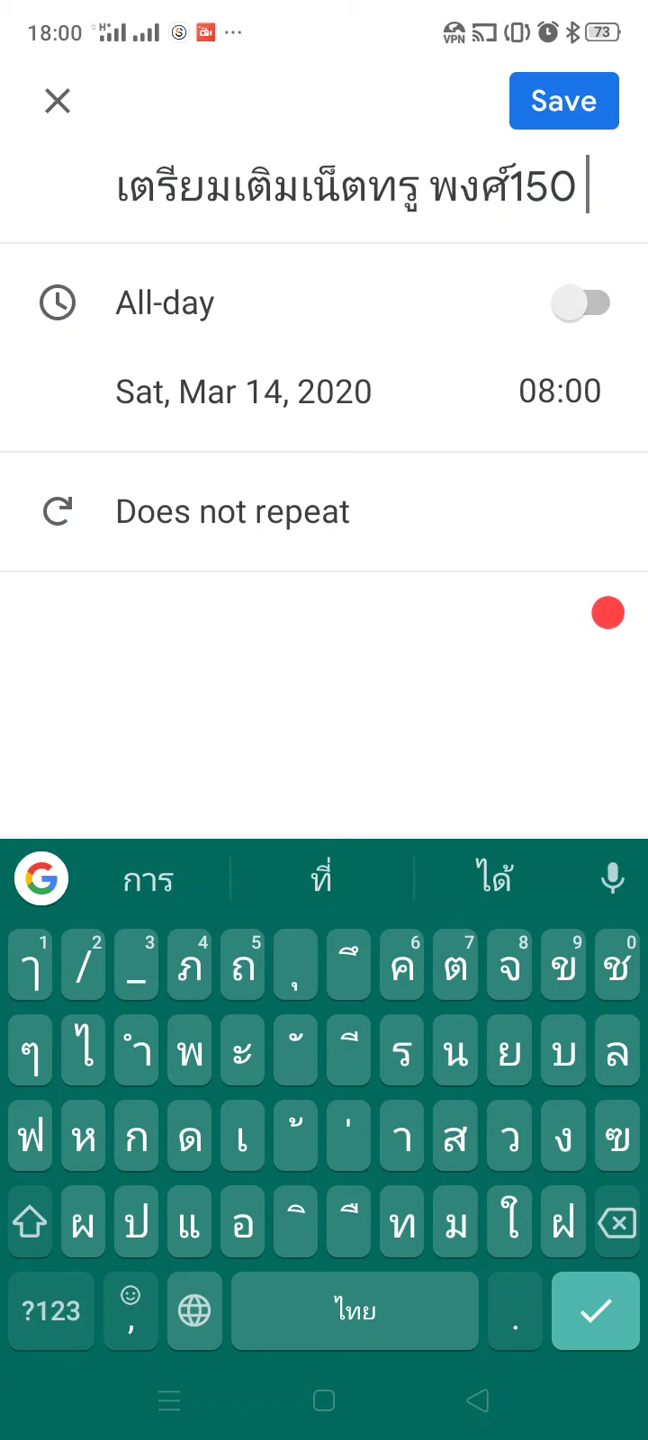 18:00 H+ S ... VPN 73
Save
เตรียมเติมเน็ตทรู พงศ์150
All-day
Sat, Mar 14, 2020 08:00
Does not repeat
การ ที่ ได้
ๅ 1 / 2 _ 3 ภ 4 ถ 5 ุ ึ ค 6 ต 7 จ 8 ข 9 ช 0
ๆ ไ ำ พ ะ ั ี ร น ย บ ล
ฟ ห ก ด เ ้ ่ า ส ว ง ฃ
ผ ป แ อ ิ ื ท ม ใ ฝ
?123 , ไทย .